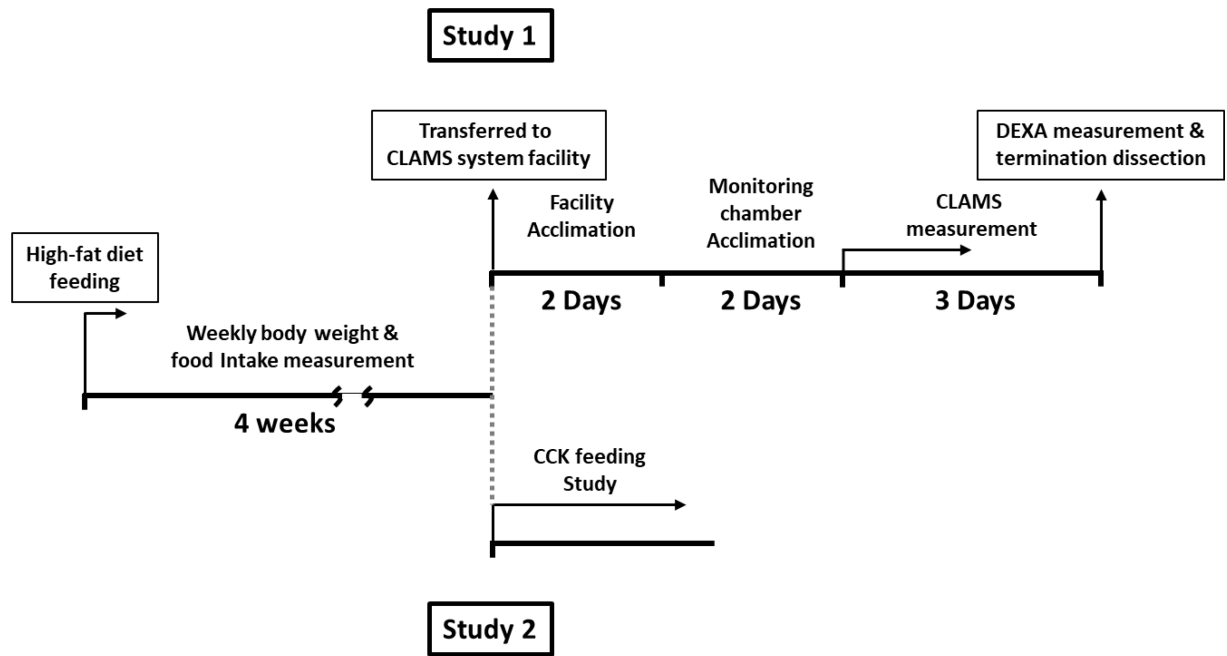 Study 1
Transferred to
CLAMS system facility
DEXA measurement &
termination dissection
Facility
Acclimation
Monitoring
chamber
Acclimation
CLAMS
measurement
High-fat diet
feeding
2 Days
2 Days
3 Days
Weekly body weight &
food Intake measurement
4 weeks
CCK feeding
Study
Study 2